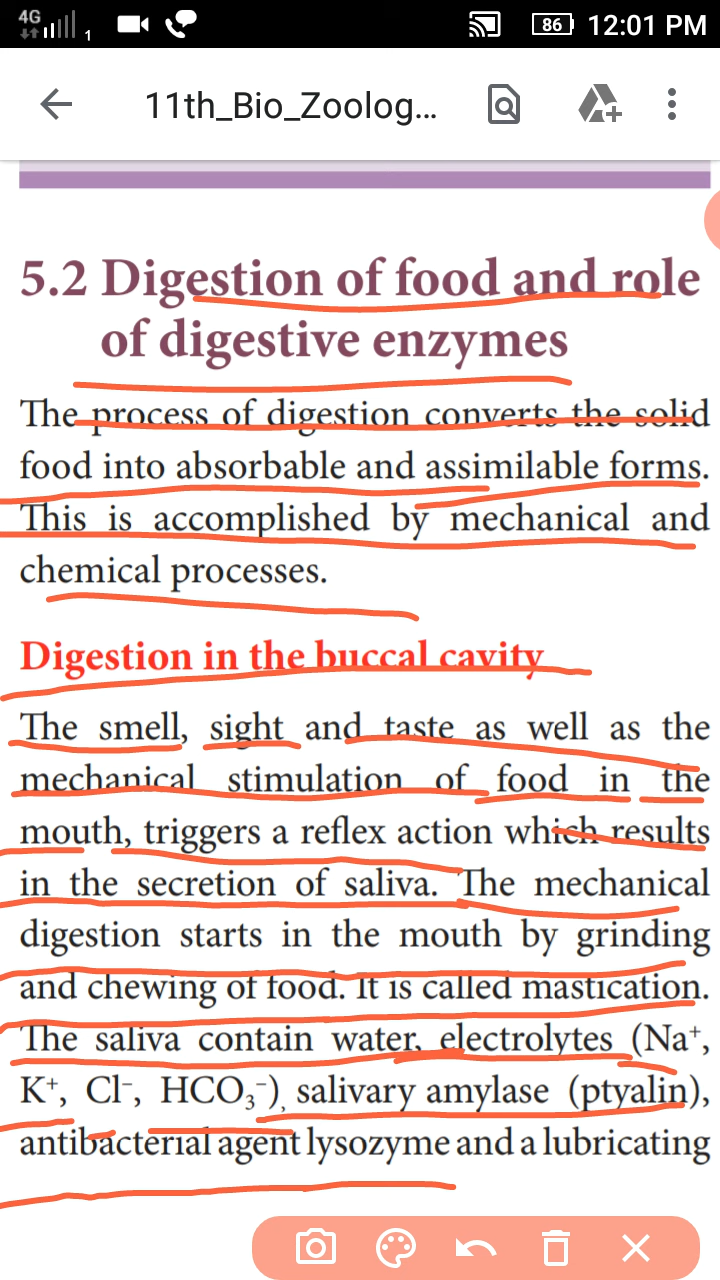 4G 1 86 12:01 PM
11th_Bio_Zoolog...
5.2 Digestion of food and role
of digestive enzymes
The process of digestion converts the solid
food into absorbable and assimilable forms.
This is accomplished by mechanical and
chemical processes.
Digestion in the buccal cavity
The smell, sight and taste as well as the
mechanical stimulation of food in the
mouth, triggers a reflex action which results
in the secretion of saliva. The mechanical
digestion starts in the mouth by grinding
and chewing of food. It is called mastication.
The saliva contain water, electrolytes (Na⁺,
K⁺, Cl⁻, HCO₃⁻), salivary amylase (ptyalin),
antibacterial agent lysozyme and a lubricating